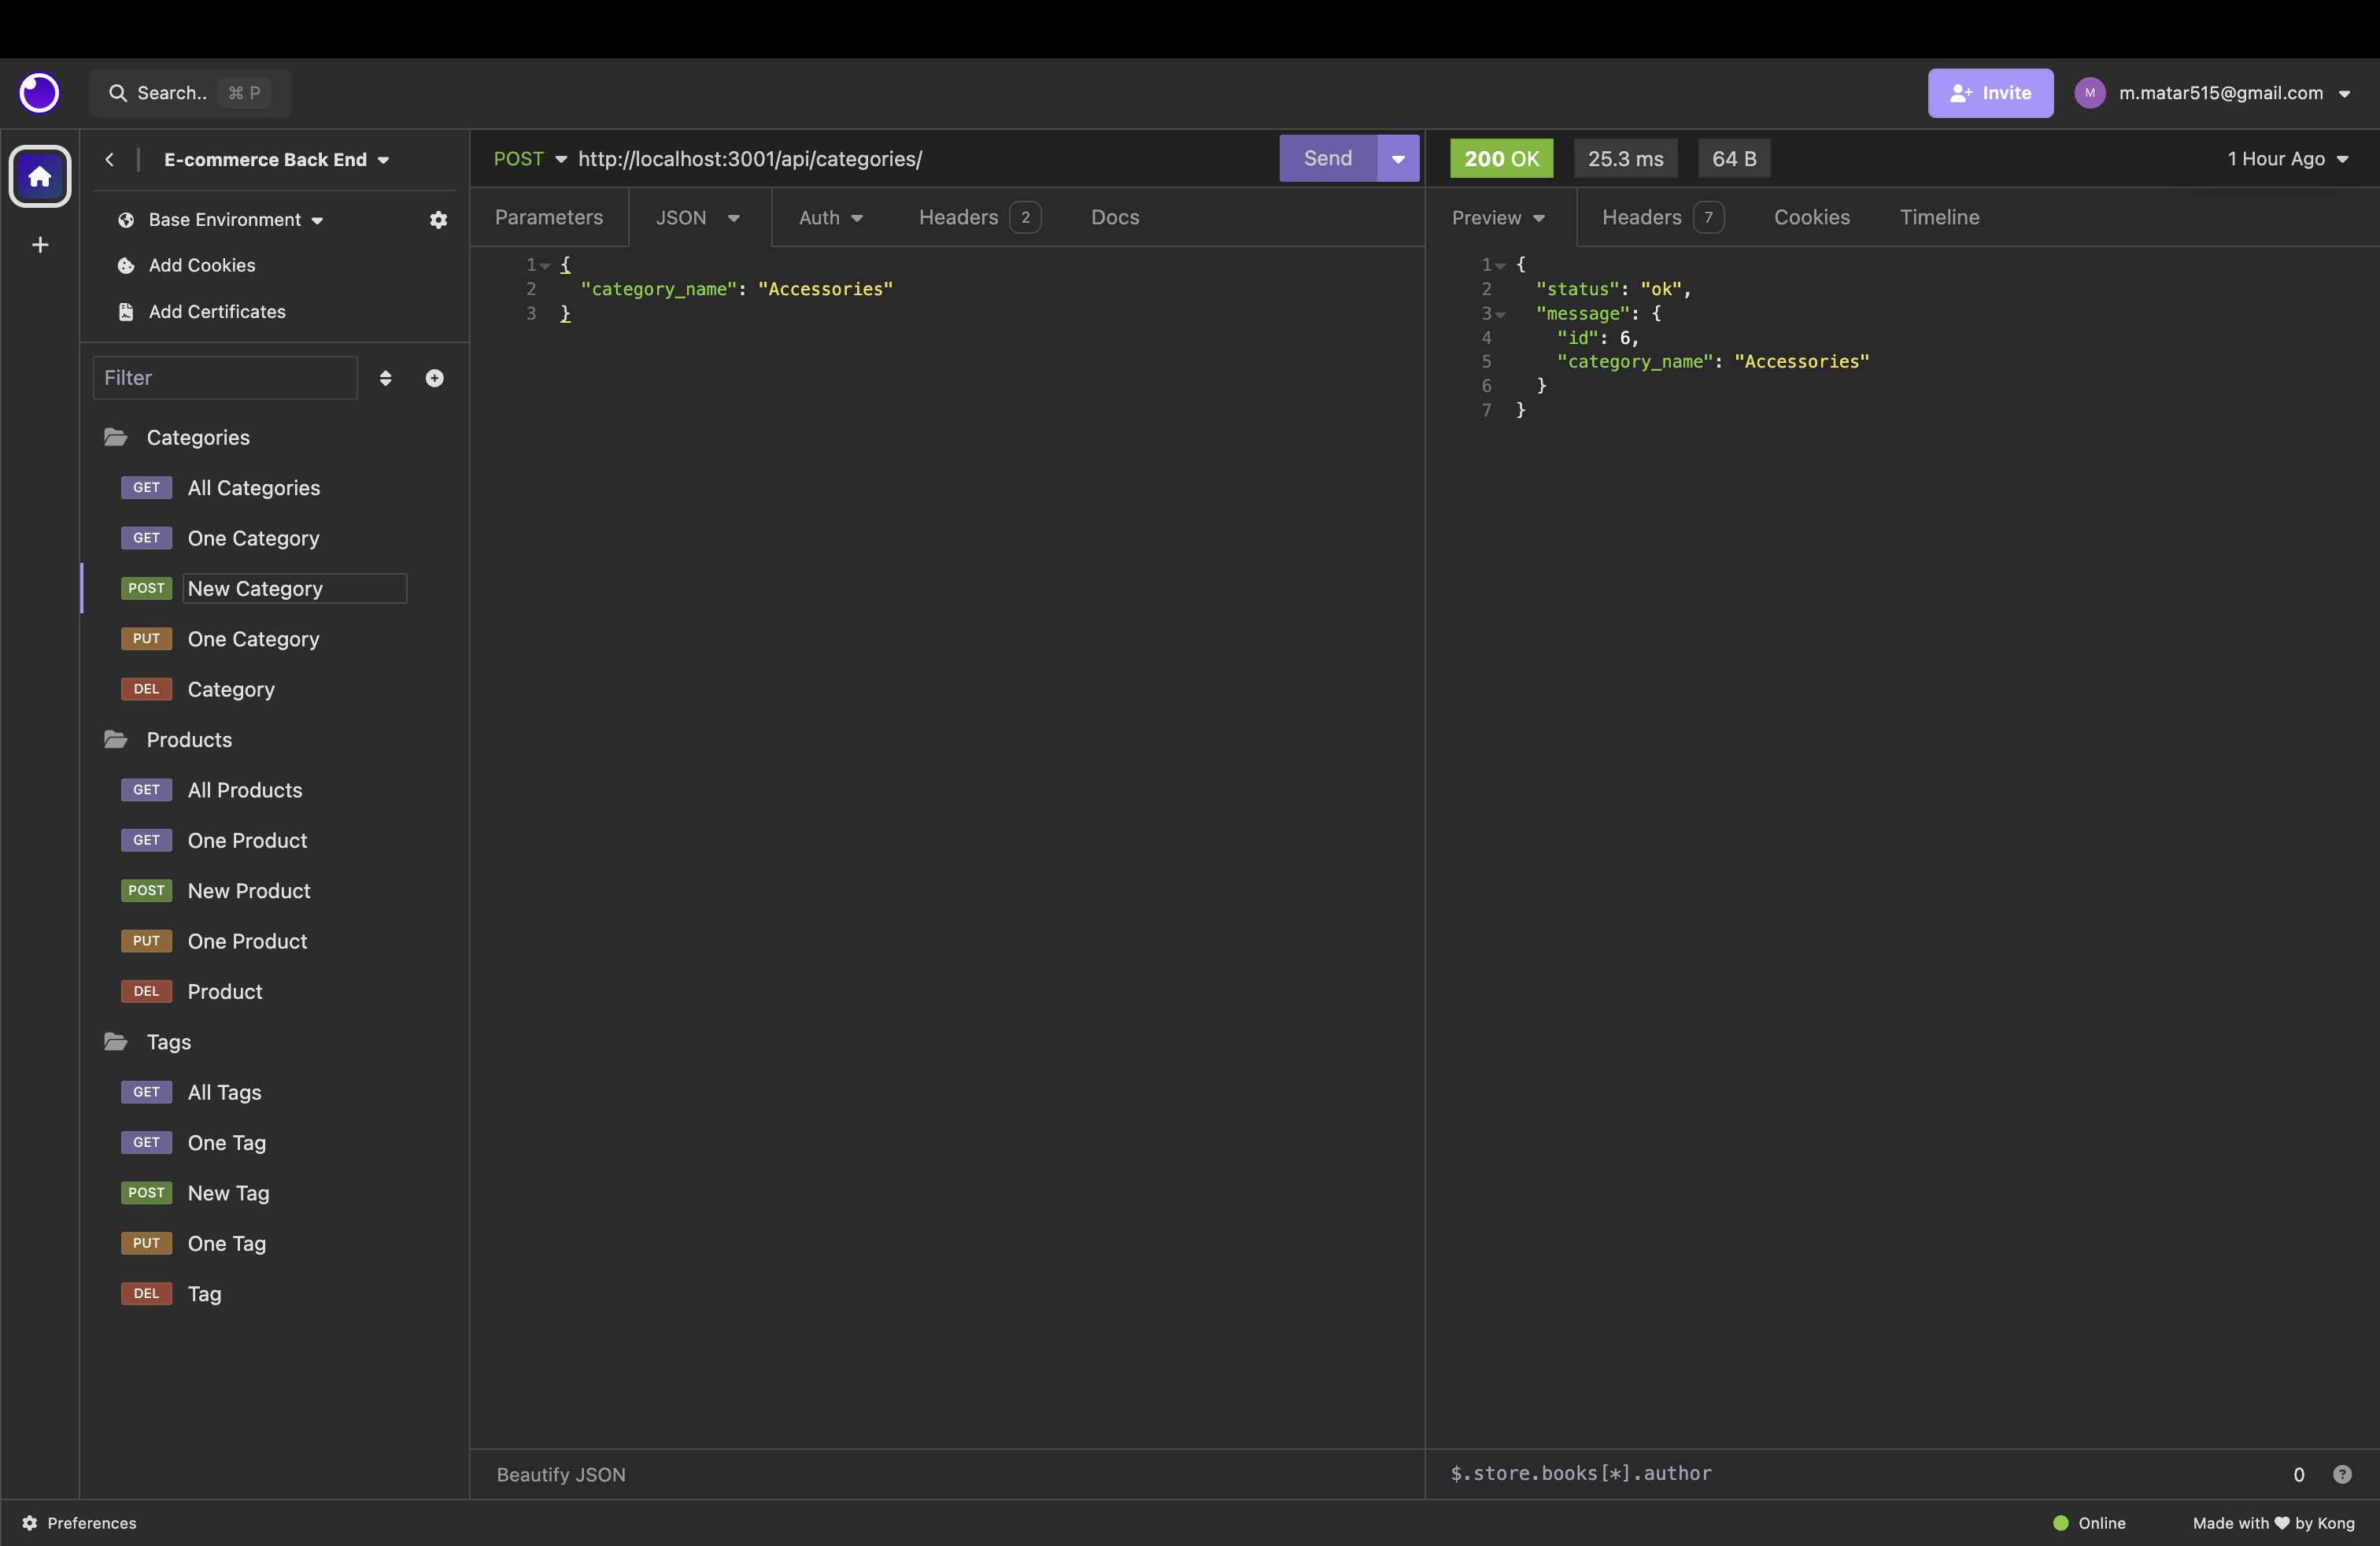 Search.. ⌘ P
Invite
M
m.matar515@gmail.com
E-commerce Back End
Base Environment
Add Cookies
Add Certificates
Filter
Categories
GET All Categories
GET One Category
POST New Category
PUT One Category
DEL Category
Products
GET All Products
GET One Product
POST New Product
PUT One Product
DEL Product
Tags
GET All Tags
GET One Tag
POST New Tag
PUT One Tag
DEL Tag
POST http://localhost:3001/api/categories/ Send
Parameters JSON Auth Headers 2 Docs
1 {
2 "category_name": "Accessories"
3 }
Beautify JSON
200 OK 25.3 ms 64 B 1 Hour Ago
Preview Headers 7 Cookies Timeline
1 {
2 "status": "ok",
3 "message": {
4 "id": 6,
5 "category_name": "Accessories"
6 }
7 }
$.store.books[*].author 0 ?
Preferences
Online
Made with ♥ by Kong